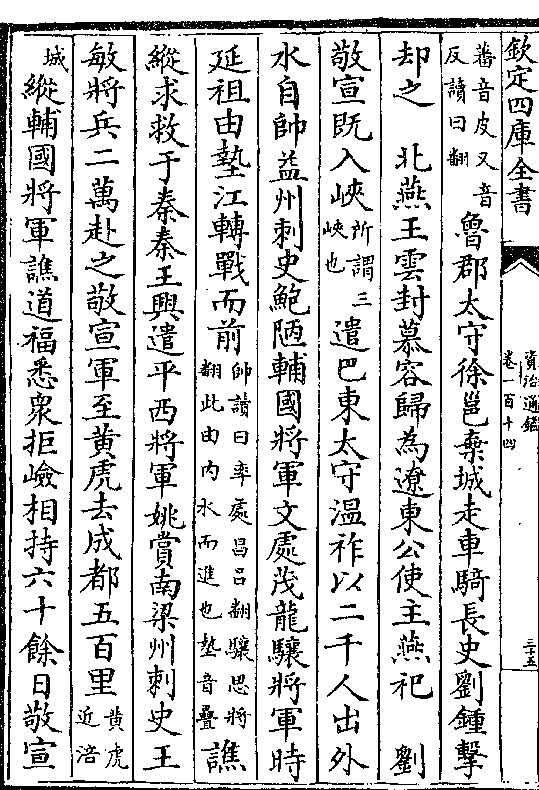 欽定四庫全書
資治通鑑
卷一百十四
三十五
蕃音皮又音
反讀曰翻
魯郡太守徐邕棄城走車騎長史劉鍾擊
却之　北燕王雲封慕容歸為遼東公使主燕祀　劉
敬宣既入峽
所謂三
峽也
遣巴東太守温祚以二千人出外
水自帥益州刺史鮑陋輔國將軍文處茂龍驤將軍時
延祖由墊江轉戰而前
帥讀曰率處昌呂翻驤思將
翻此由内水而進也墊音疊
譙
縱求救于秦秦王興遣平西將軍姚賞南梁州刺史王
敏將兵二萬赴之敬宣軍至黄虎去成都五百里
黄虎
近涪
城
縱輔國將軍譙道福悉衆拒嶮相持六十餘日敬宣